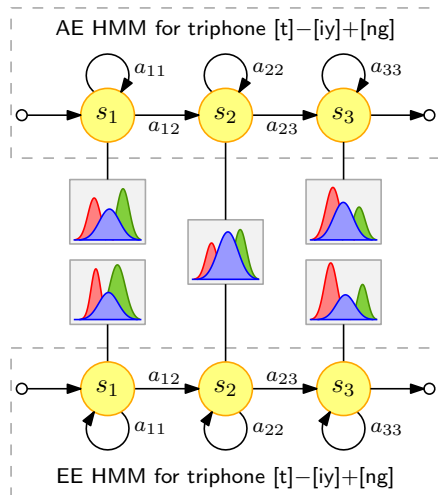 AE HMM for triphone [t]−[iy]+[ng]
a11 a22 a33
s1 s2 s3
a12 a23
a12 a23
s1 s2 s3
a11 a22 a33
EE HMM for triphone [t]−[iy]+[ng]